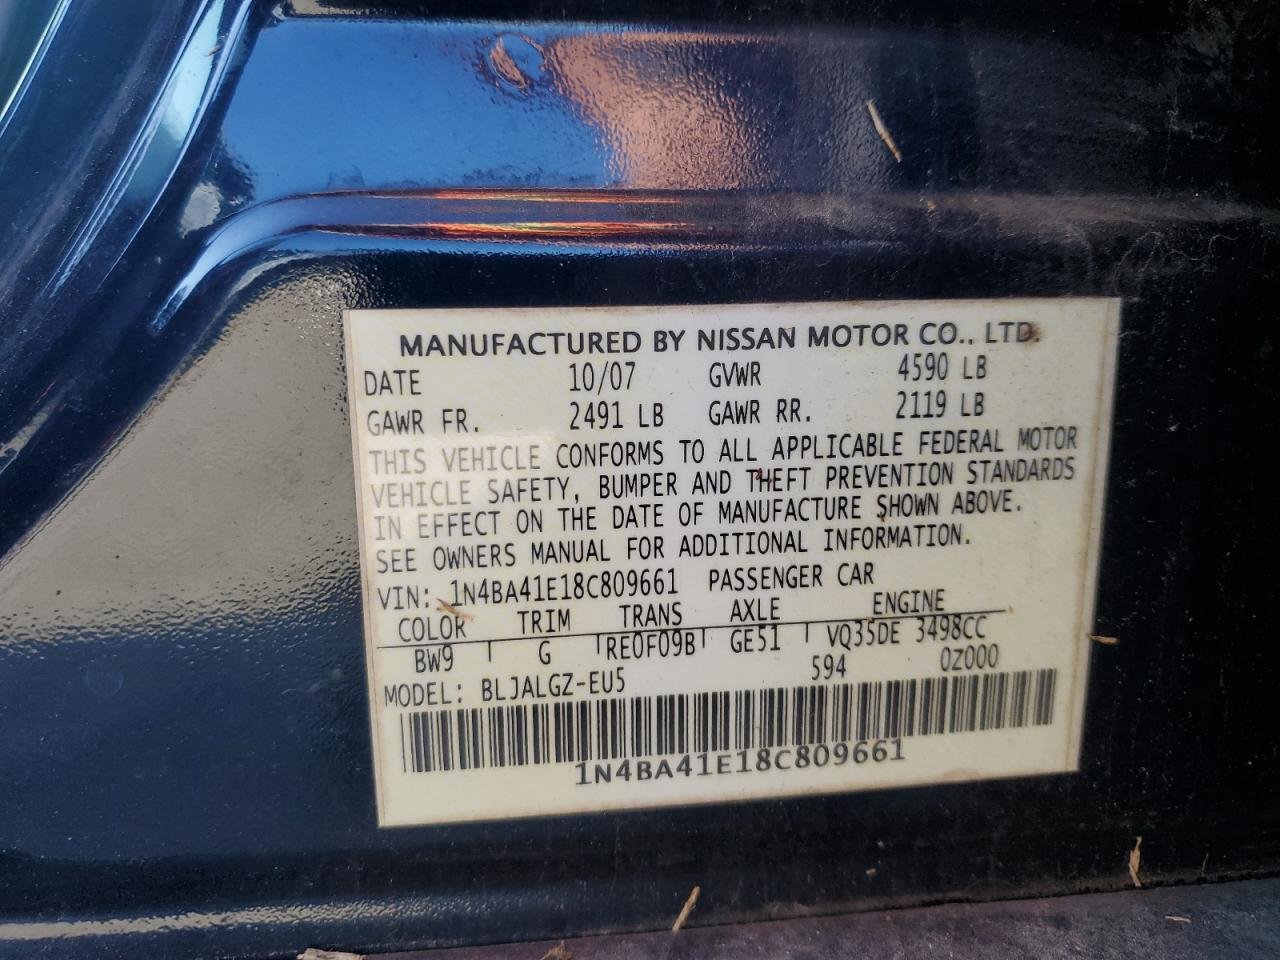 MANUFACTURED BY NISSAN MOTOR CO., LTD.
DATE 10/07 GVWR 4590 LB
GAWR FR. 2491 LB GAWR RR. 2119 LB
THIS VEHICLE CONFORMS TO ALL APPLICABLE FEDERAL MOTOR
VEHICLE SAFETY, BUMPER AND THEFT PREVENTION STANDARDS
IN EFFECT ON THE DATE OF MANUFACTURE SHOWN ABOVE.
SEE OWNERS MANUAL FOR ADDITIONAL INFORMATION.
VIN: 1N4BA41E18C809661 PASSENGER CAR
COLOR TRIM TRANS AXLE ENGINE
BW9 G RE0F09B GE51 VQ35DE 3498CC
MODEL: BLJALGZ-EU5 594 0Z000
1N4BA41E18C809661